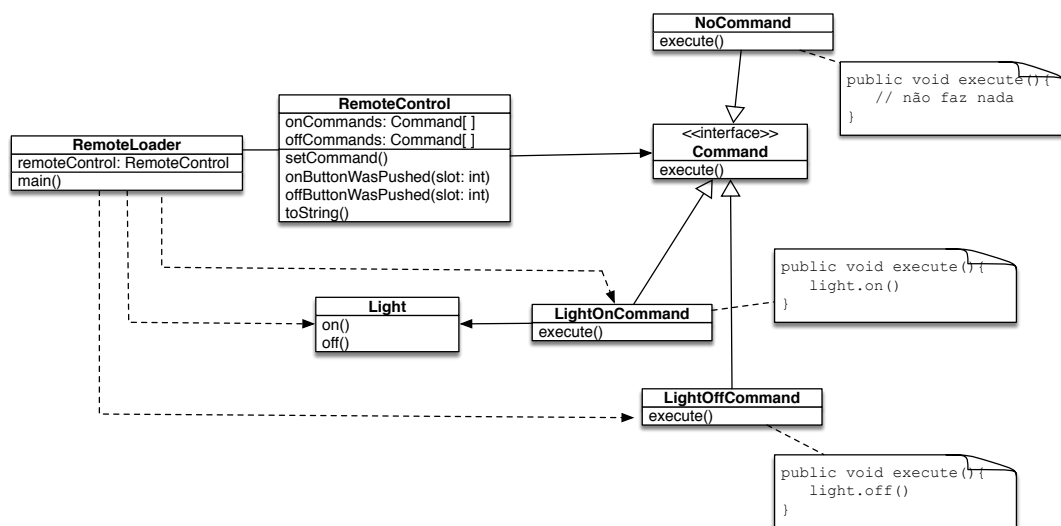 NoCommand
execute()
public void execute(){
// não faz nada
}
RemoteControl
onCommands: Command[ ]
offCommands: Command[ ]
setCommand()
onButtonWasPushed(slot: int)
offButtonWasPushed(slot: int)
toString()
<<interface>>
Command
execute()
RemoteLoader
remoteControl: RemoteControl
main()
public void execute(){
light.on()
}
Light
on()
off()
LightOnCommand
execute()
LightOffCommand
execute()
public void execute(){
light.off()
}